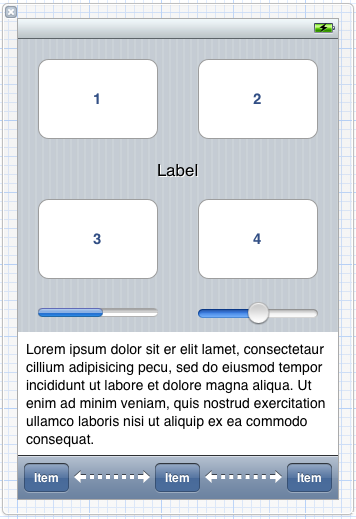 1 2
Label
3 4
Lorem ipsum dolor sit er elit lamet, consectetaur
cillium adipisicing pecu, sed do eiusmod tempor
incididunt ut labore et dolore magna aliqua. Ut
enim ad minim veniam, quis nostrud exercitation
ullamco laboris nisi ut aliquip ex ea commodo
consequat.
Item Item Item